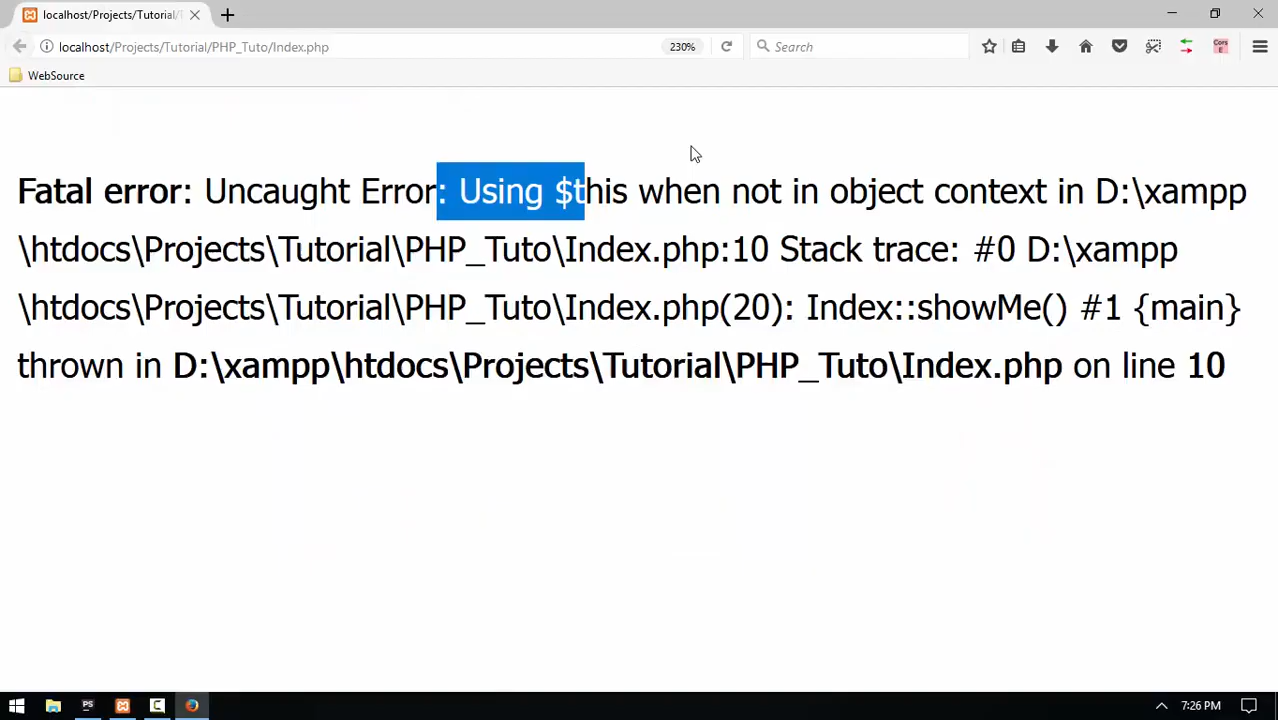 localhost/Projects/Tutorial/
localhost/Projects/Tutorial/PHP_Tuto/Index.php
230%
Search
Cors
E
WebSource
Fatal error: Uncaught Error: Using $this when not in object context in D:\xampp
\htdocs\Projects\Tutorial\PHP_Tuto\Index.php:10 Stack trace: #0 D:\xampp
\htdocs\Projects\Tutorial\PHP_Tuto\Index.php(20): Index::showMe() #1 {main}
thrown in D:\xampp\htdocs\Projects\Tutorial\PHP_Tuto\Index.php on line 10
PS
7:26 PM